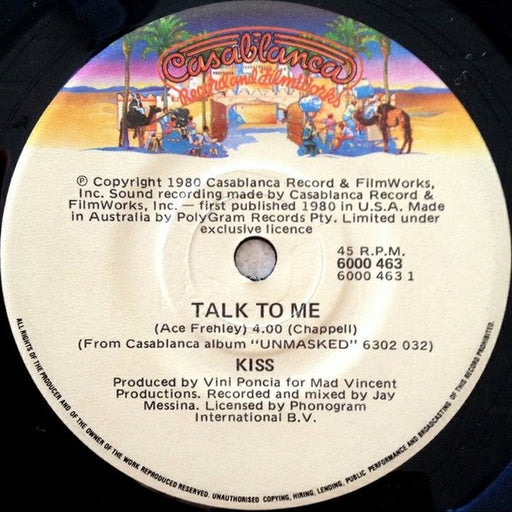 Casablanca
Record and FilmWorks
℗ Copyright 1980 Casablanca Record & FilmWorks,
Inc. Sound recording made by Casablanca Record &
FilmWorks, Inc. — first published 1980 in U.S.A. Made
in Australia by PolyGram Records Pty. Limited under
exclusive licence
45 R.P.M.
6000 463
6000 463 1
TALK TO ME
(Ace Frehley) 4.00 (Chappell)
(From Casablanca album "UNMASKED" 6302 032)
KISS
Produced by Vini Poncia for Mad Vincent
Productions. Recorded and mixed by Jay
Messina. Licensed by Phonogram
International B.V.
ALL RIGHTS OF THE PRODUCER AND OF THE OWNER OF THE WORK REPRODUCED RESERVED. UNAUTHORISED COPYING, HIRING, LENDING, PUBLIC PERFORMANCE AND BROADCASTING OF THIS RECORD PROHIBITED.